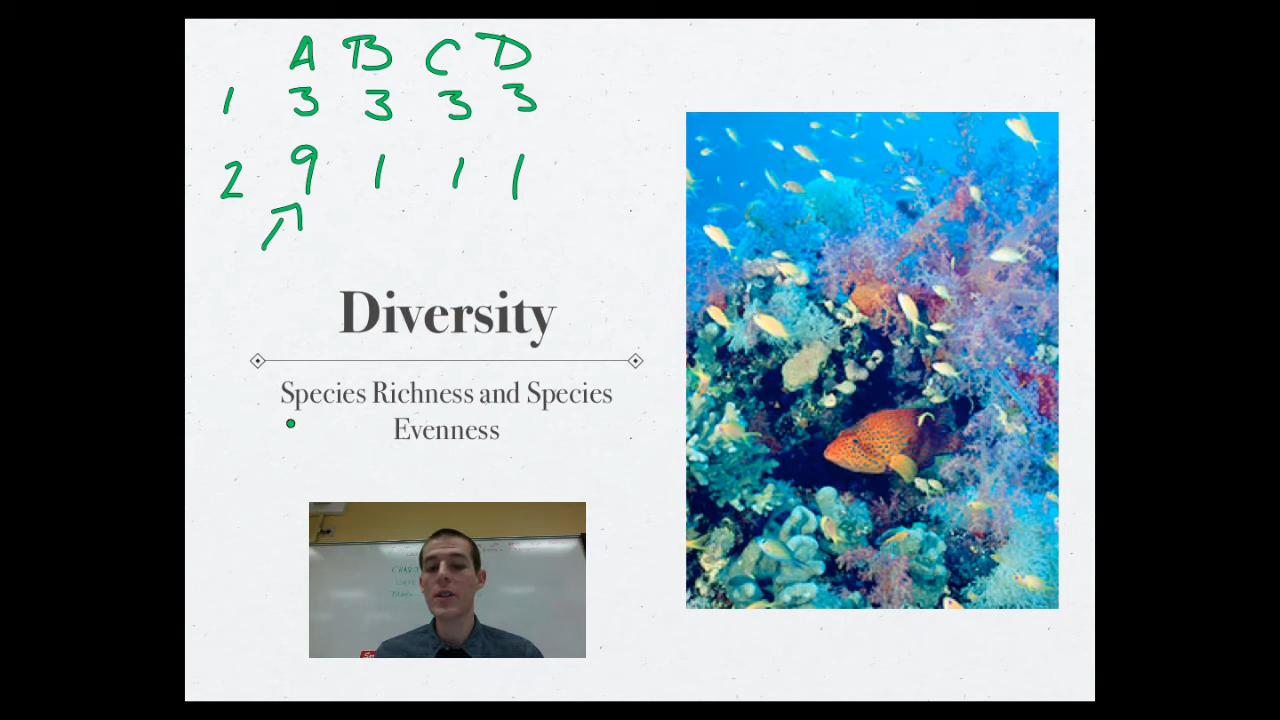 A B C D
1 3 3 3 3
2 9 1 1 1
Diversity
Species Richness and Species
Evenness